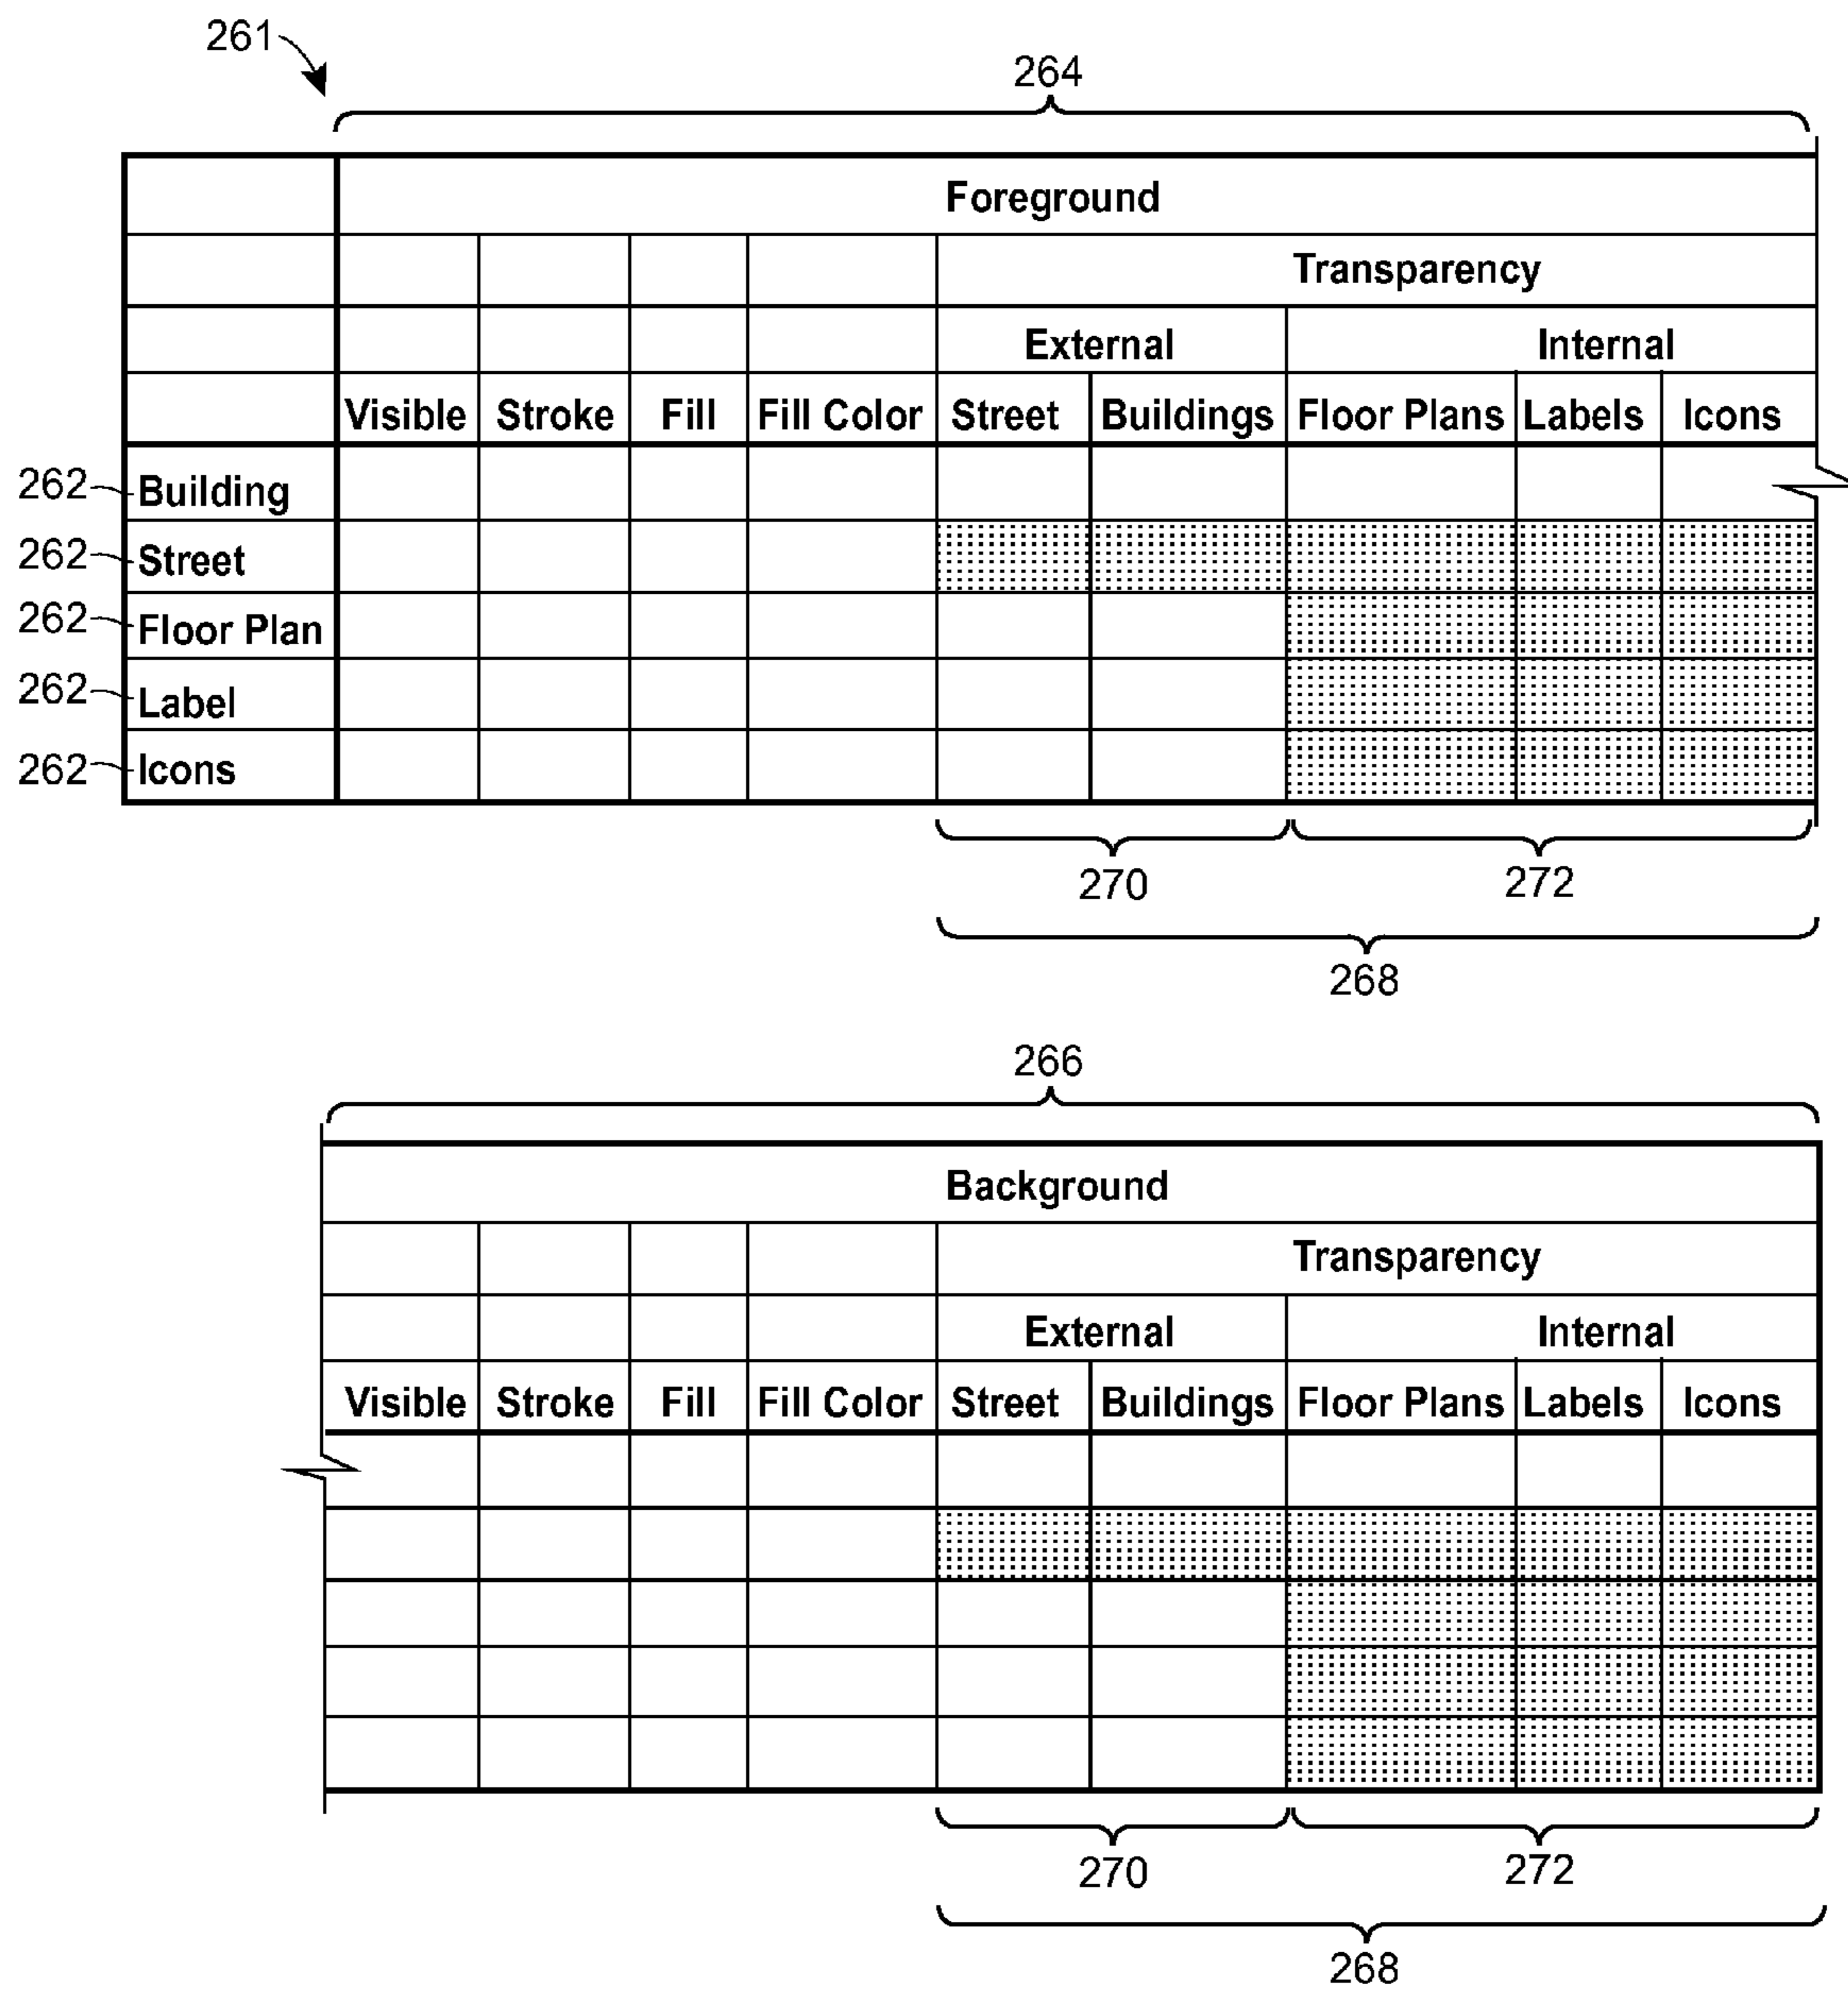 261
264
Foreground
Transparency
External Internal
Visible Stroke Fill Fill Color Street Buildings Floor Plans Labels Icons
262 Building
262 Street
262 Floor Plan
262 Label
262 Icons
270 272
268
266
Background
Transparency
External Internal
Visible Stroke Fill Fill Color Street Buildings Floor Plans Labels Icons
270 272
268